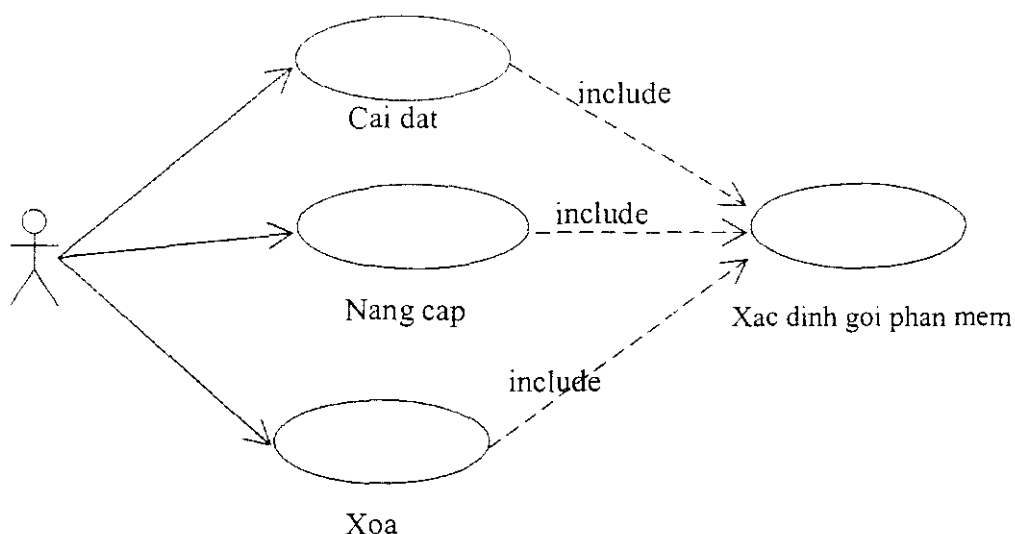 include
Cai dat
include
Nang cap
Xac dinh goi phan mem
include
Xoa